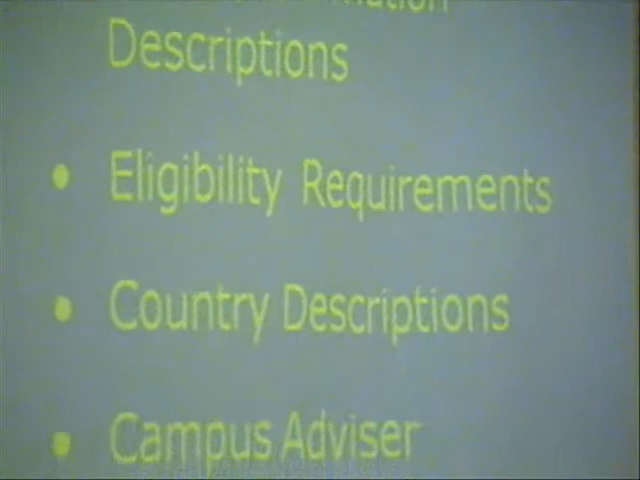 Descriptions
• Eligibility Requirements
• Country Descriptions
• Campus Adviser